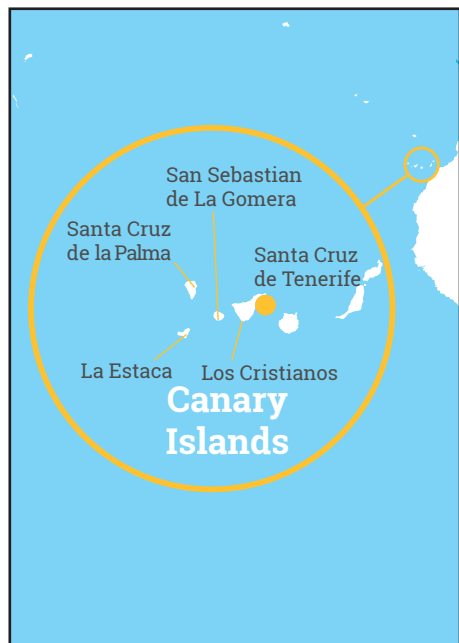 San Sebastian
de La Gomera
Santa Cruz
de la Palma
Santa Cruz
de Tenerife
La Estaca
Los Cristianos
Canary
Islands